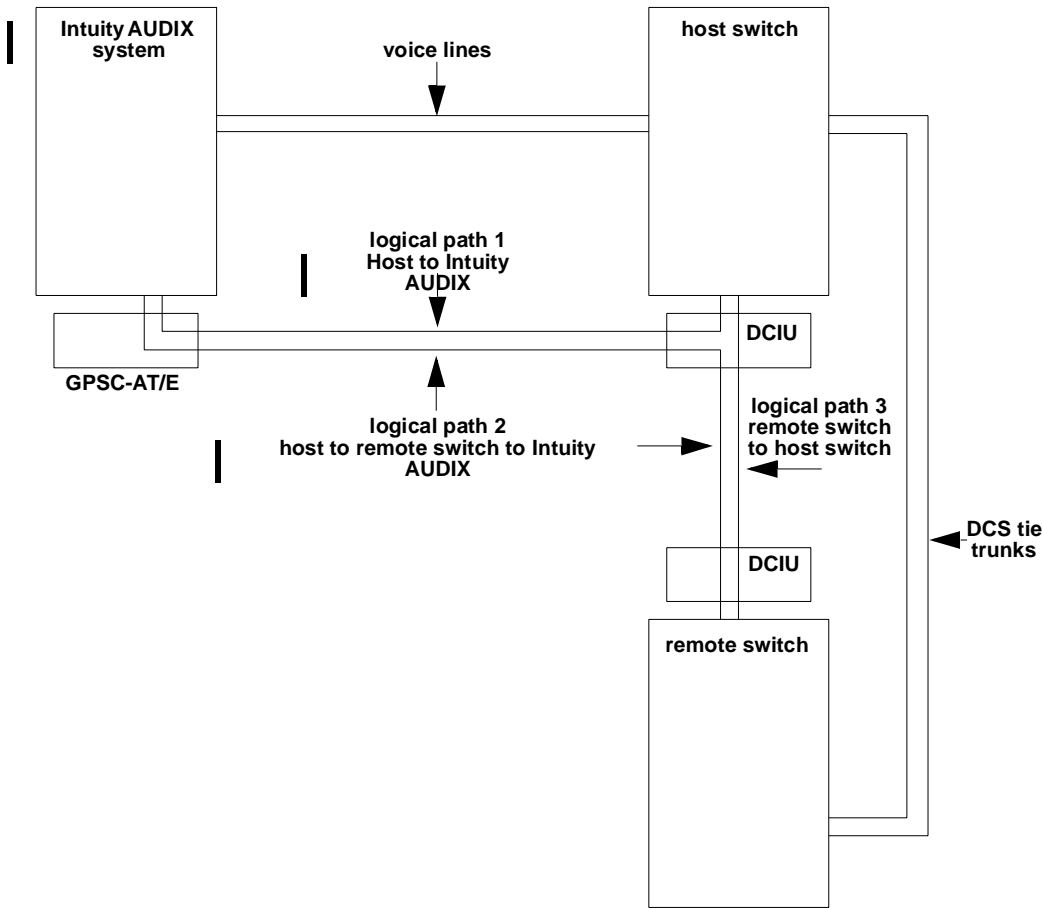 Intuity AUDIX
system
host switch
voice lines
logical path 1
Host to Intuity
AUDIX
DCIU
GPSC-AT/E
logical path 2
host to remote switch to Intuity
AUDIX
logical path 3
remote switch
to host switch
DCS tie
trunks
DCIU
remote switch